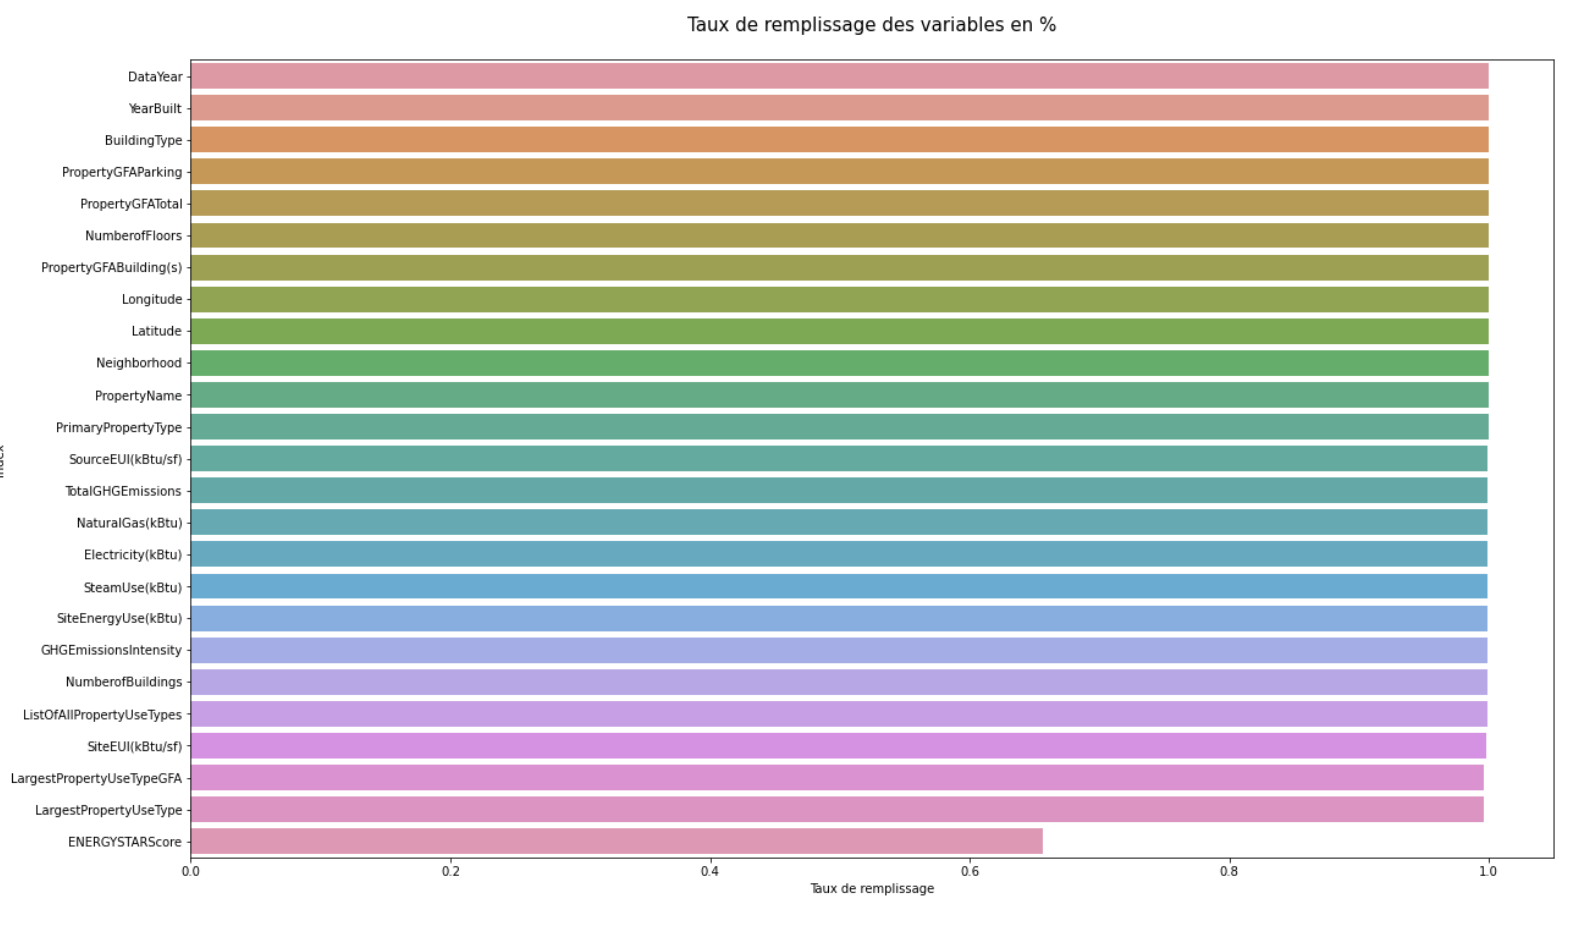 Taux de remplissage des variables en %
DataYear
YearBuilt
BuildingType
PropertyGFAParking
PropertyGFATotal
NumberofFloors
PropertyGFABuilding(s)
Longitude
Latitude
Neighborhood
PropertyName
PrimaryPropertyType
SourceEUI(kBtu/sf)
TotalGHGEmissions
NaturalGas(kBtu)
Electricity(kBtu)
SteamUse(kBtu)
SiteEnergyUse(kBtu)
GHGEmissionsIntensity
NumberofBuildings
ListOfAllPropertyUseTypes
SiteEUI(kBtu/sf)
LargestPropertyUseTypeGFA
LargestPropertyUseType
ENERGYSTARScore
0.0 0.2 0.4 0.6 0.8 1.0
Taux de remplissage